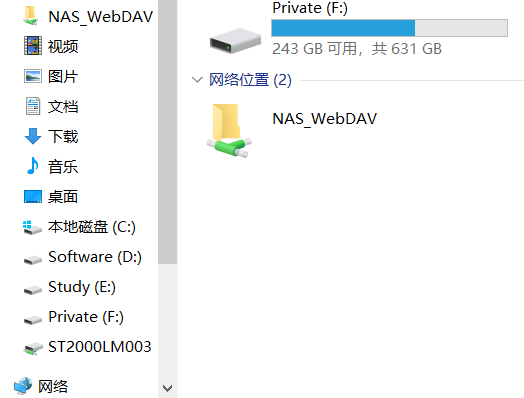 NAS_WebDAV
视频
图片
文档
下载
音乐
桌面
本地磁盘 (C:)
Software (D:)
Study (E:)
Private (F:)
ST2000LM003
网络
Private (F:)
243 GB 可用，共 631 GB
网络位置 (2)
NAS_WebDAV